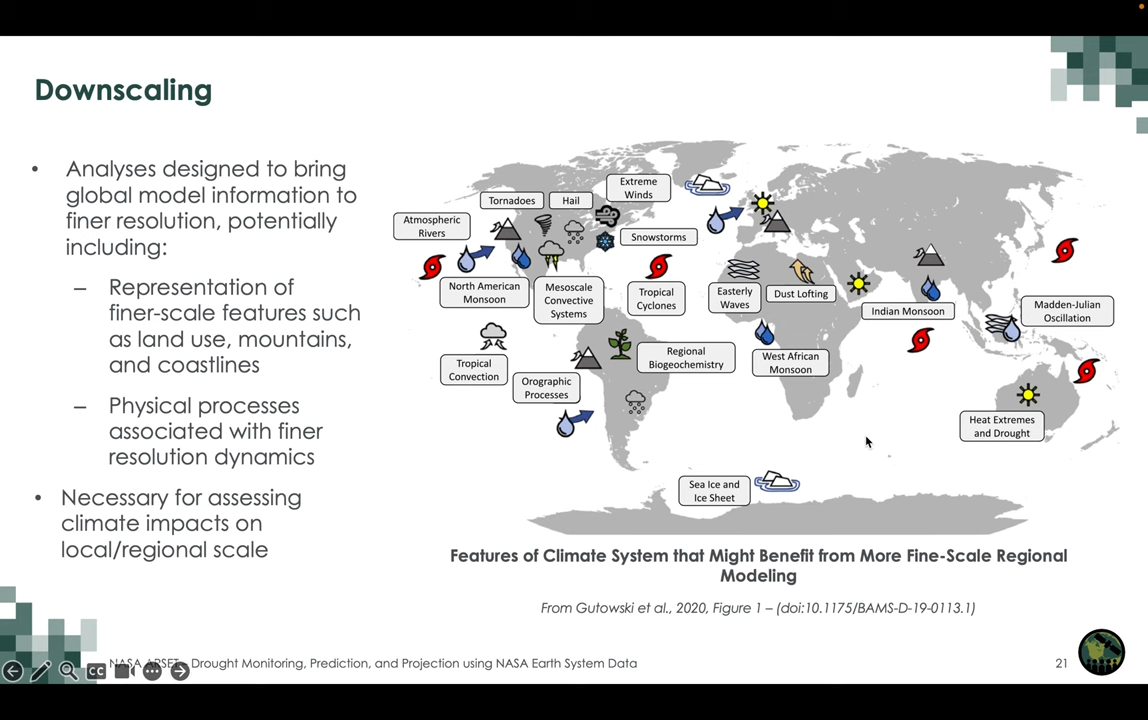 Downscaling
• Analyses designed to bring
global model information to
finer resolution, potentially
including:
– Representation of
finer-scale features such
as land use, mountains,
and coastlines
– Physical processes
associated with finer
resolution dynamics
• Necessary for assessing
climate impacts on
local/regional scale
Extreme
Winds
Tornadoes
Hail
Atmospheric
Rivers
Snowstorms
North American
Monsoon
Mesoscale
Convective
Systems
Tropical
Cyclones
Easterly
Waves
Dust Lofting
Indian Monsoon
Madden-Julian
Oscillation
Tropical
Convection
Orographic
Processes
Regional
Biogeochemistry
West African
Monsoon
Heat Extremes
and Drought
Sea Ice and
Ice Sheet
Features of Climate System that Might Benefit from More Fine-Scale Regional
Modeling
From Gutowski et al., 2020, Figure 1 – (doi:10.1175/BAMS-D-19-0113.1)
CC
NASA ARSET – Drought Monitoring, Prediction, and Projection using NASA Earth System Data
21